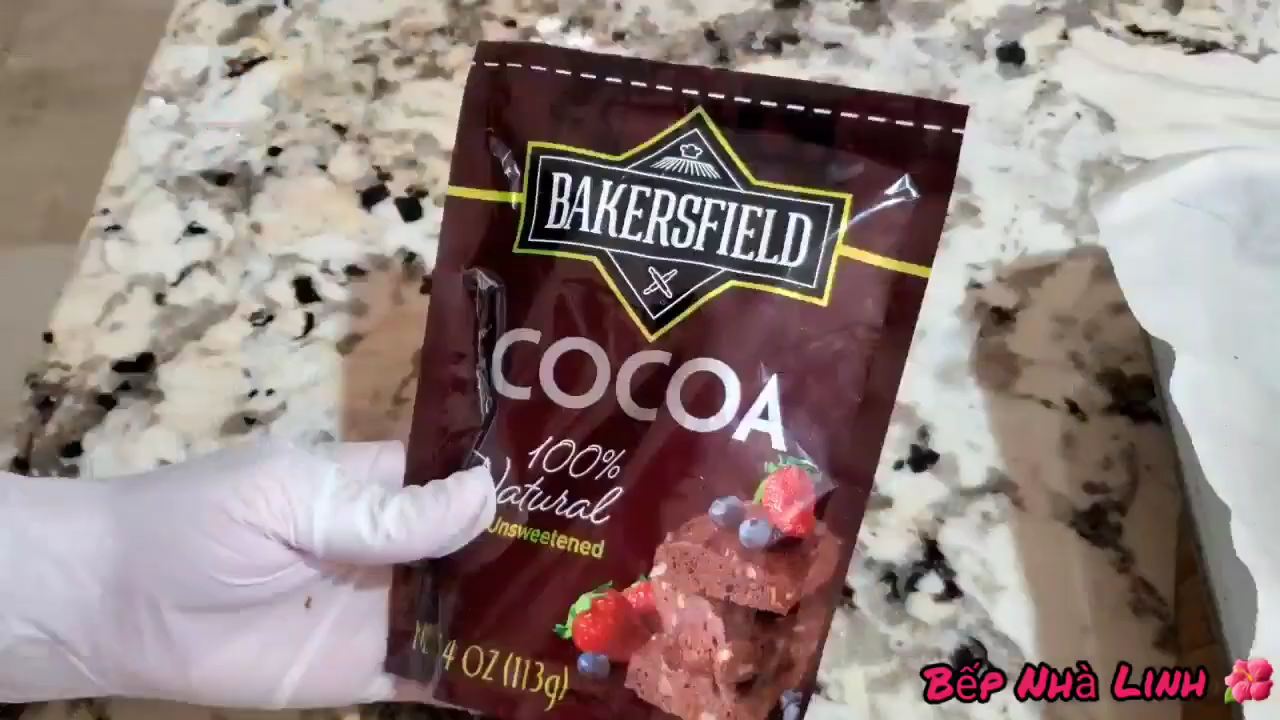 BAKERSFIELD
COCOA
100%
Natural
Unsweetened
4 OZ (113g)
Bếp Nhà Linh